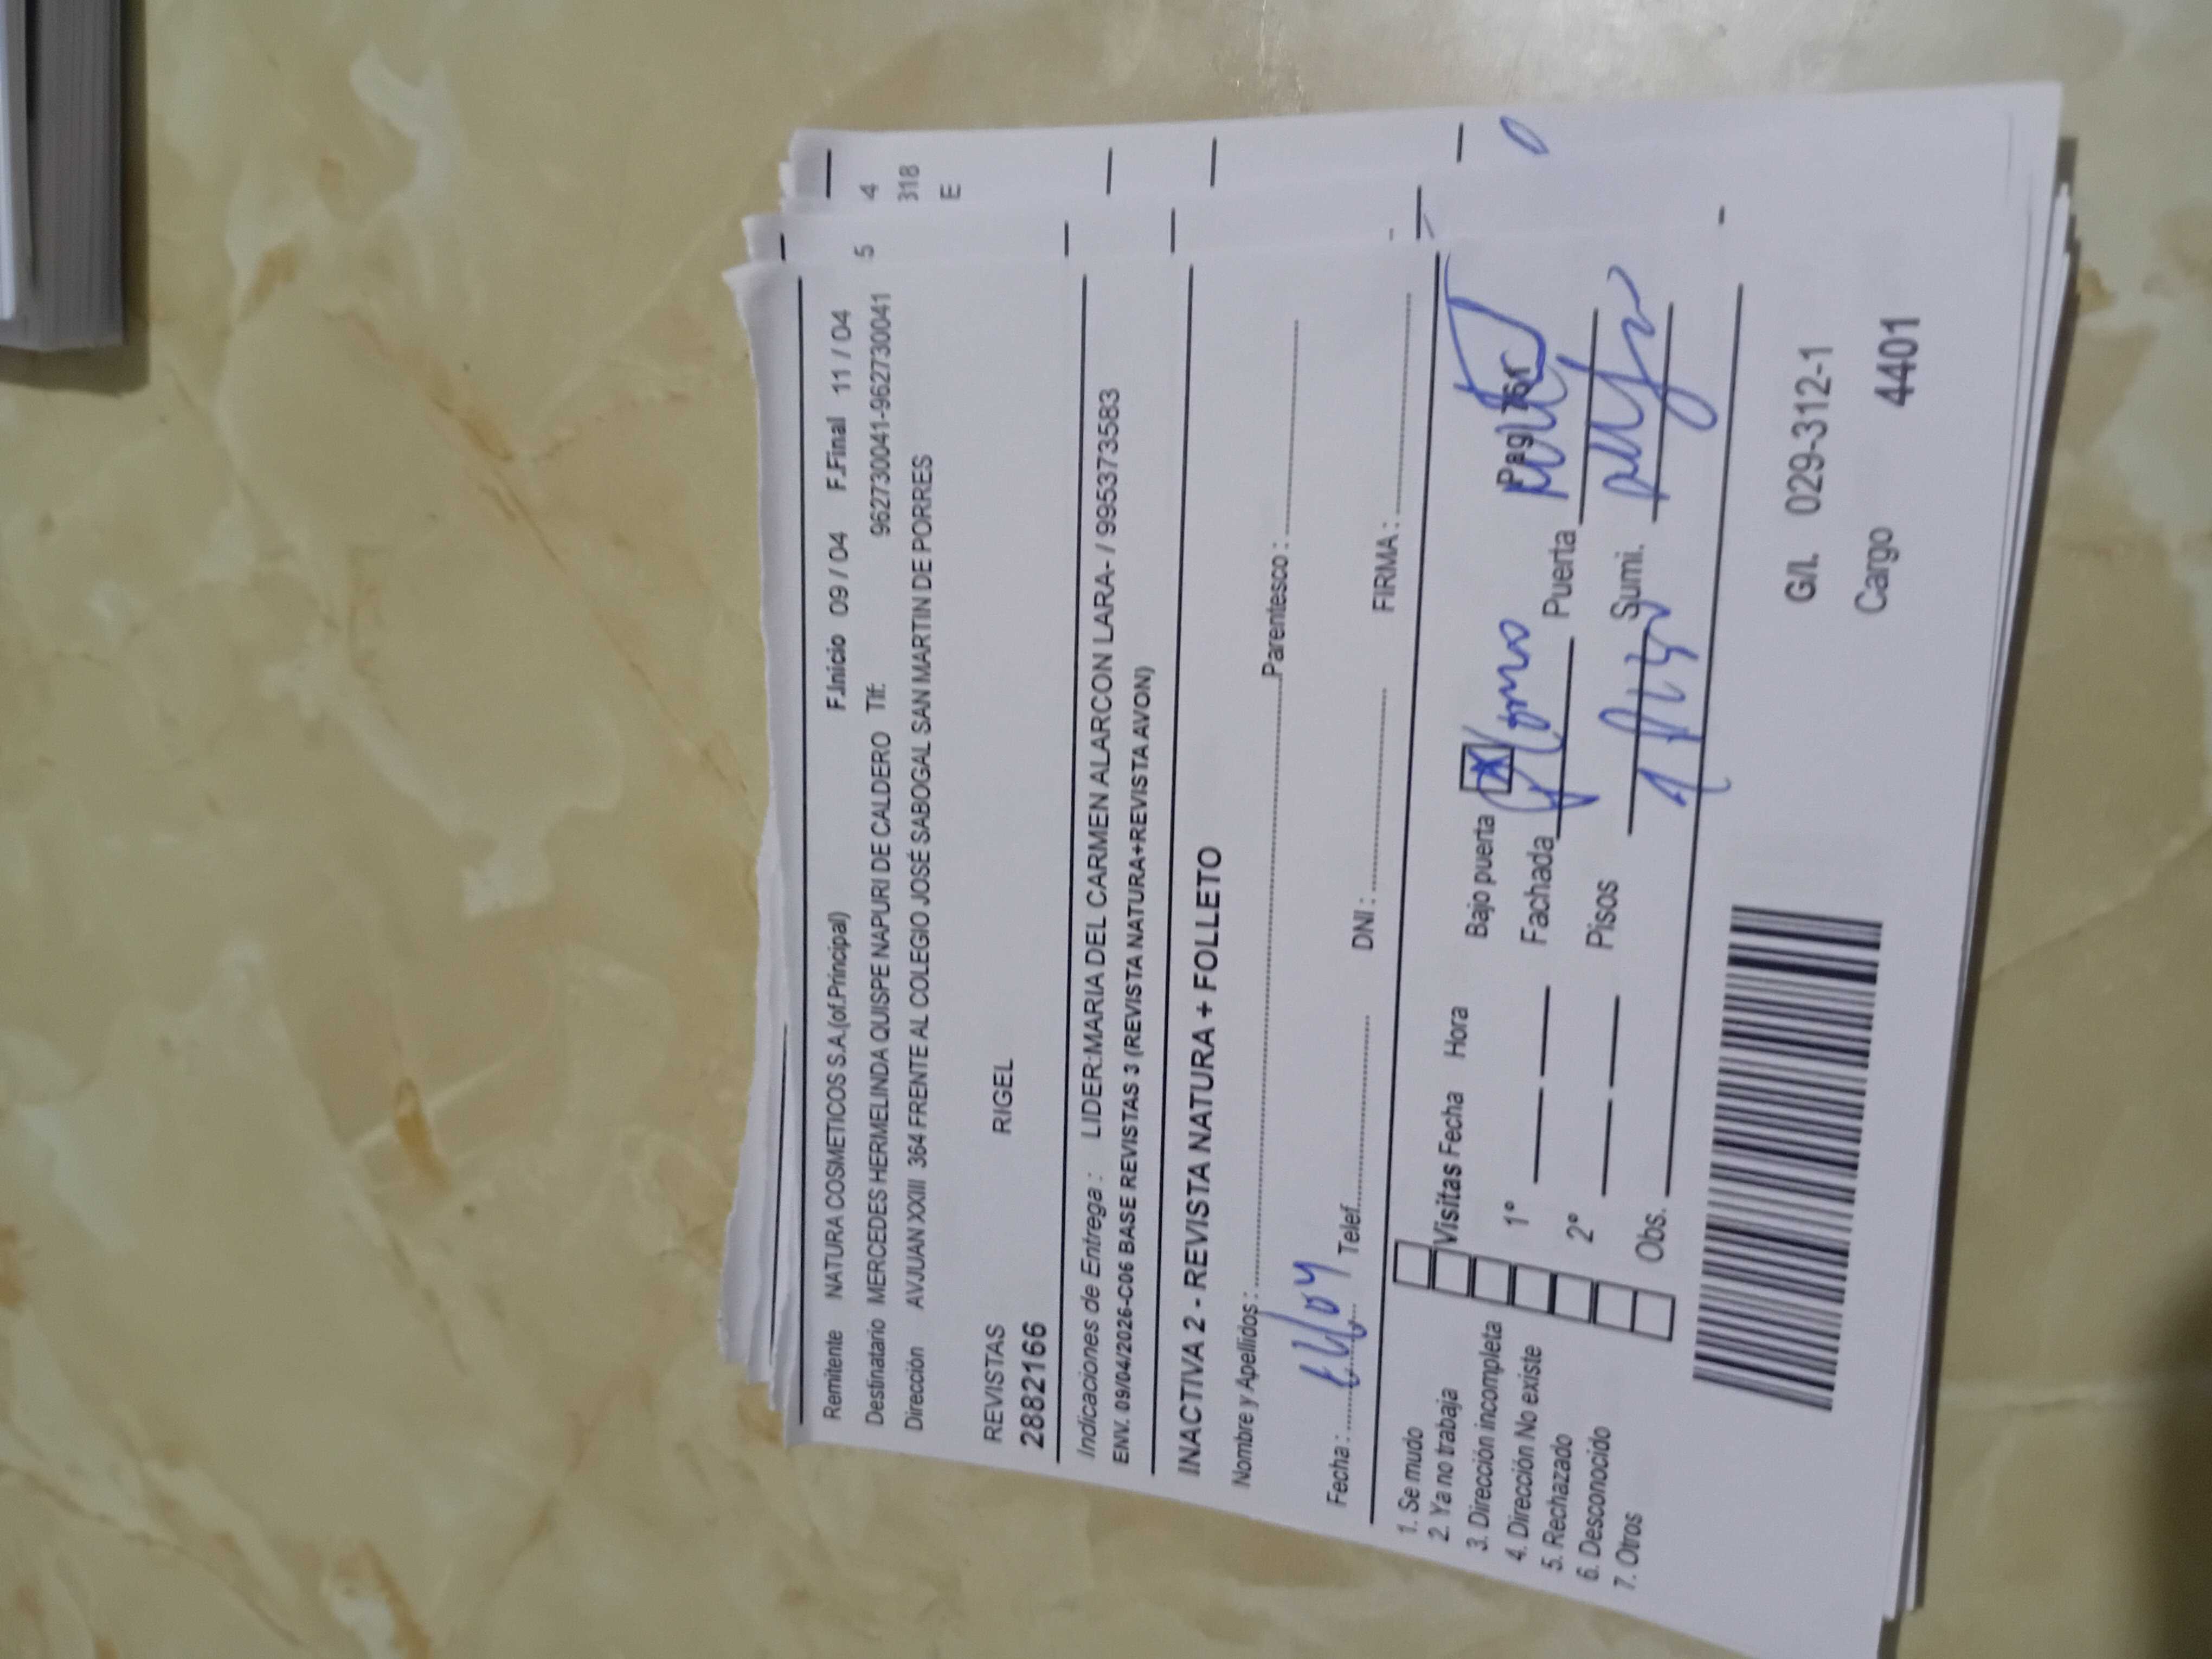 Remitente NATURA COSMETICOS S.A.(of.Principal) F.Inicio 09 / 04 F.Final 11 / 04
Destinatario MERCEDES HERMELINDA QUISPE NAPURI DE CALDERO Tlf: 962730041-962730041
Dirección AVJUAN XXIII 364 FRENTE AL COLEGIO JOSÉ SABOGAL SAN MARTIN DE PORRES
5
4
318
E
REVISTAS RIGEL
2882166
Indicaciones de Entrega : LIDER:MARIA DEL CARMEN ALARCON LARA- / 995373583
ENV. 09/04/2026-C06 BASE REVISTAS 3 (REVISTA NATURA+REVISTA AVON)
INACTIVA 2 - REVISTA NATURA + FOLLETO
Nombre y Apellidos : Parentesco :
Fecha : Telef. DNI : FIRMA :
1. Se mudo
2. Ya no trabaja
3. Dirección incompleta
4. Dirección No existe
5. Rechazado
6. Desconocido
7. Otros
Visitas Fecha Hora
1º
2º
Obs.
Bajo puerta X
Fachada Puerta
Pisos Sumi.
G/L 029-312-1
Cargo 4401